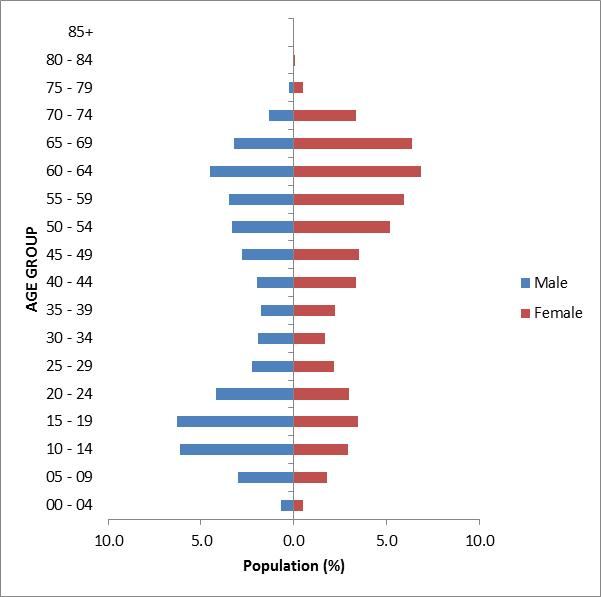 85+
80 - 84
75 - 79
70 - 74
65 - 69
60 - 64
55 - 59
50 - 54
45 - 49
40 - 44
35 - 39
30 - 34
25 - 29
20 - 24
15 - 19
10 - 14
05 - 09
00 - 04
AGE GROUP
10.0 5.0 0.0 5.0 10.0
Population (%)
Male
Female